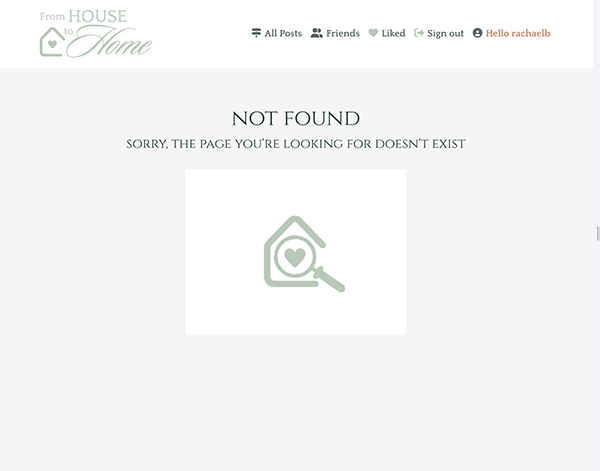 From HOUSE
to Home
All Posts Friends Liked Sign out Hello rachaelb
NOT FOUND
SORRY, THE PAGE YOU'RE LOOKING FOR DOESN'T EXIST